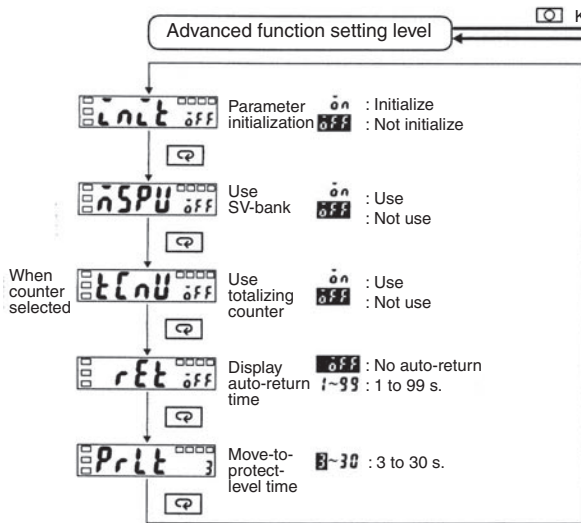 K
Advanced function setting level
init oFF
Parameter initialization
on : Initialize
oFF : Not initialize
ñSPU oFF
Use SV-bank
on : Use
oFF : Not use
When counter selected
tCnU oFF
Use totalizing counter
on : Use
oFF : Not use
rEt oFF
Display auto-return time
oFF : No auto-return
1~99 : 1 to 99 s.
PrLt 3
Move-to-protect-level time
3~30 : 3 to 30 s.